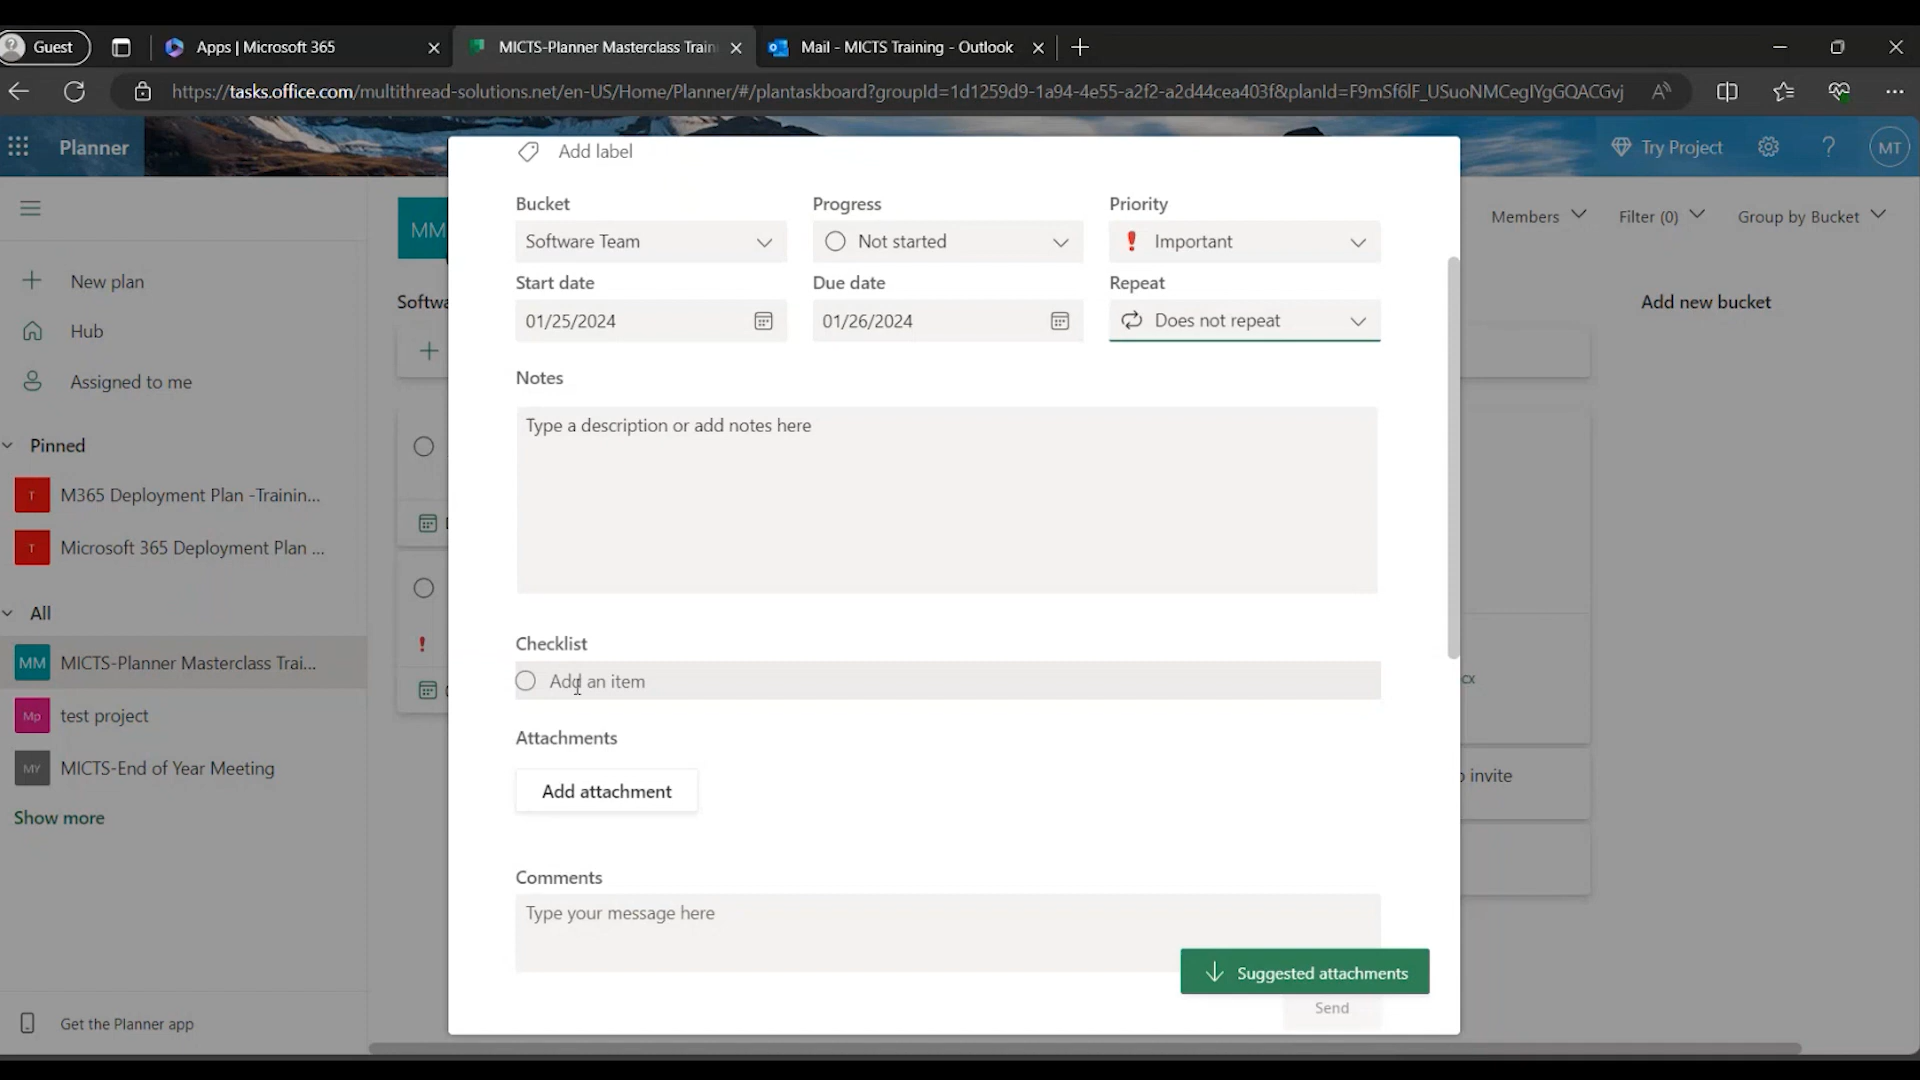 Guest
Apps | Microsoft 365
MICTS-Planner Masterclass Train
Mail - MICTS Training - Outlook
https://tasks.office.com/multithread-solutions.net/en-US/Home/Planner/#/plantaskboard?groupId=1d1259d9-1a94-4e55-a2f2-a2d44cea403f&planId=F9mSf6lF_USuoNMCeglYgGQACGvj
Planner
Try Project
?
MT
Add label
Bucket
Progress
Priority
Software Team
Not started
Important
Start date
Due date
Repeat
01/25/2024
01/26/2024
Does not repeat
Notes
Type a description or add notes here
Checklist
Add an item
Attachments
Add attachment
Comments
Type your message here
Suggested attachments
Send
New plan
Hub
Assigned to me
Pinned
T
M365 Deployment Plan -Trainin...
T
Microsoft 365 Deployment Plan ...
All
MM
MICTS-Planner Masterclass Trai...
Mp
test project
MY
MICTS-End of Year Meeting
Show more
Get the Planner app
MM
Softwa
Members
Filter (0)
Group by Bucket
Add new bucket
cx
o invite